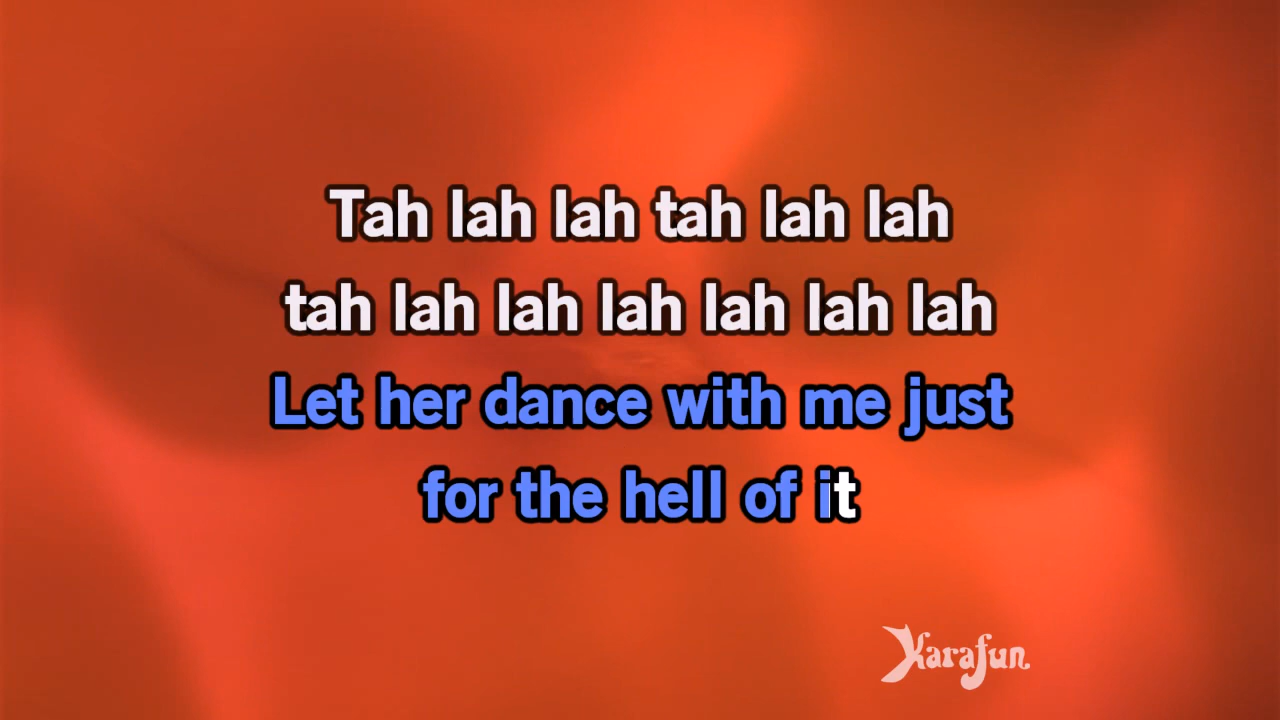 Tah lah lah tah lah lah
tah lah lah lah lah lah lah
Let her dance with me just
for the hell of it
Karafun